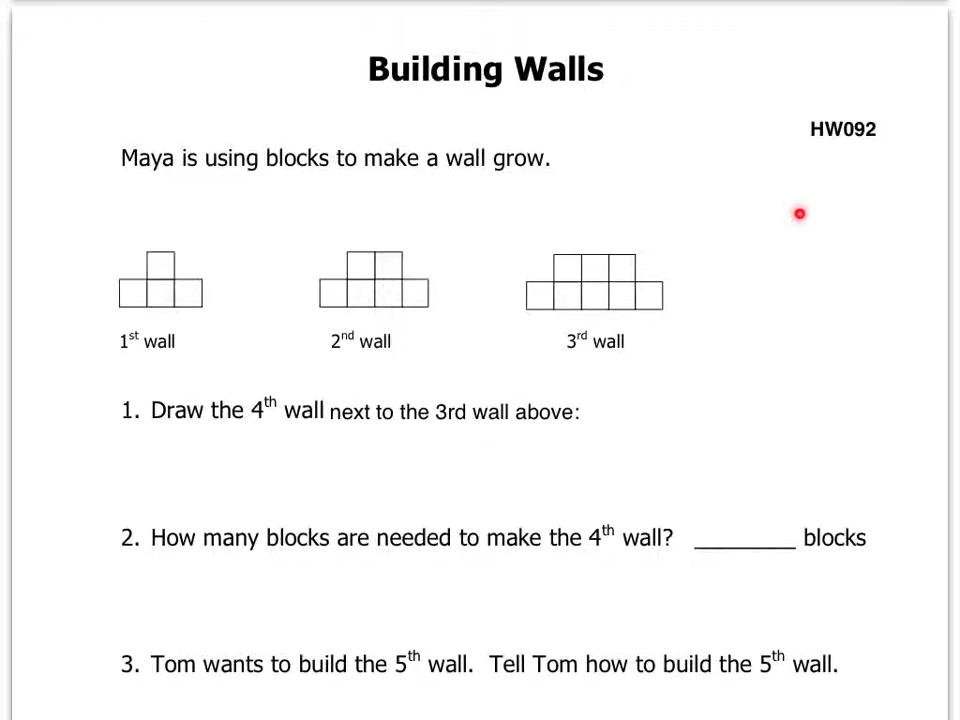 Building Walls
HW092
Maya is using blocks to make a wall grow.
1st wall 2nd wall 3rd wall
1. Draw the 4th wall next to the 3rd wall above:
2. How many blocks are needed to make the 4th wall? ________ blocks
3. Tom wants to build the 5th wall. Tell Tom how to build the 5th wall.